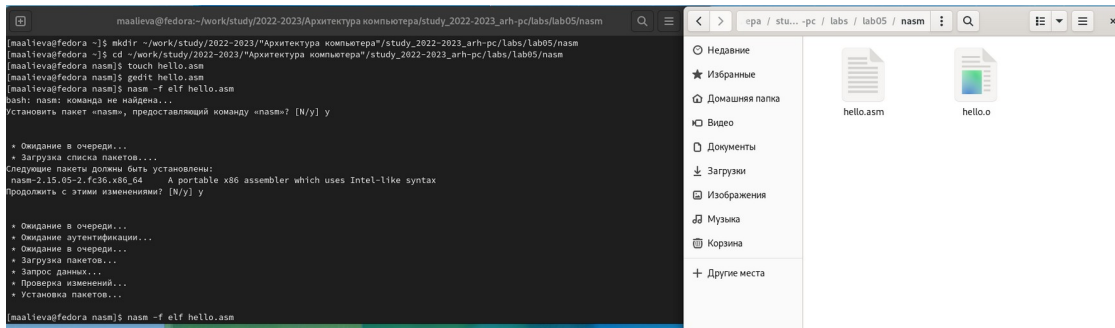 maalieva@fedora:~/work/study/2022-2023/Архитектура компьютера/study_2022-2023_arh-pc/labs/lab05/nasm
[maalieva@fedora ~]$ mkdir ~/work/study/2022-2023/"Архитектура компьютера"/study_2022-2023_arh-pc/labs/lab05/nasm
[maalieva@fedora ~]$ cd ~/work/study/2022-2023/"Архитектура компьютера"/study_2022-2023_arh-pc/labs/lab05/nasm
[maalieva@fedora nasm]$ touch hello.asm
[maalieva@fedora nasm]$ gedit hello.asm
[maalieva@fedora nasm]$ nasm -f elf hello.asm
bash: nasm: команда не найдена...
Установить пакет «nasm», предоставляющий команду «nasm»? [N/y] y
* Ожидание в очереди...
* Загрузка списка пакетов....
Следующие пакеты должны быть установлены:
nasm-2.15.05-2.fc36.x86_64 A portable x86 assembler which uses Intel-like syntax
Продолжить с этими изменениями? [N/y] y
* Ожидание в очереди...
* Ожидание аутентификации...
* Ожидание в очереди...
* Загрузка пакетов...
* Запрос данных...
* Проверка изменений...
* Установка пакетов...
[maalieva@fedora nasm]$ nasm -f elf hello.asm
ера / stu... -pc / labs / lab05 / nasm
Недавние
Избранные
Домашняя папка
Видео
Документы
Загрузки
Изображения
Музыка
Корзина
+ Другие места
hello.asm
hello.o